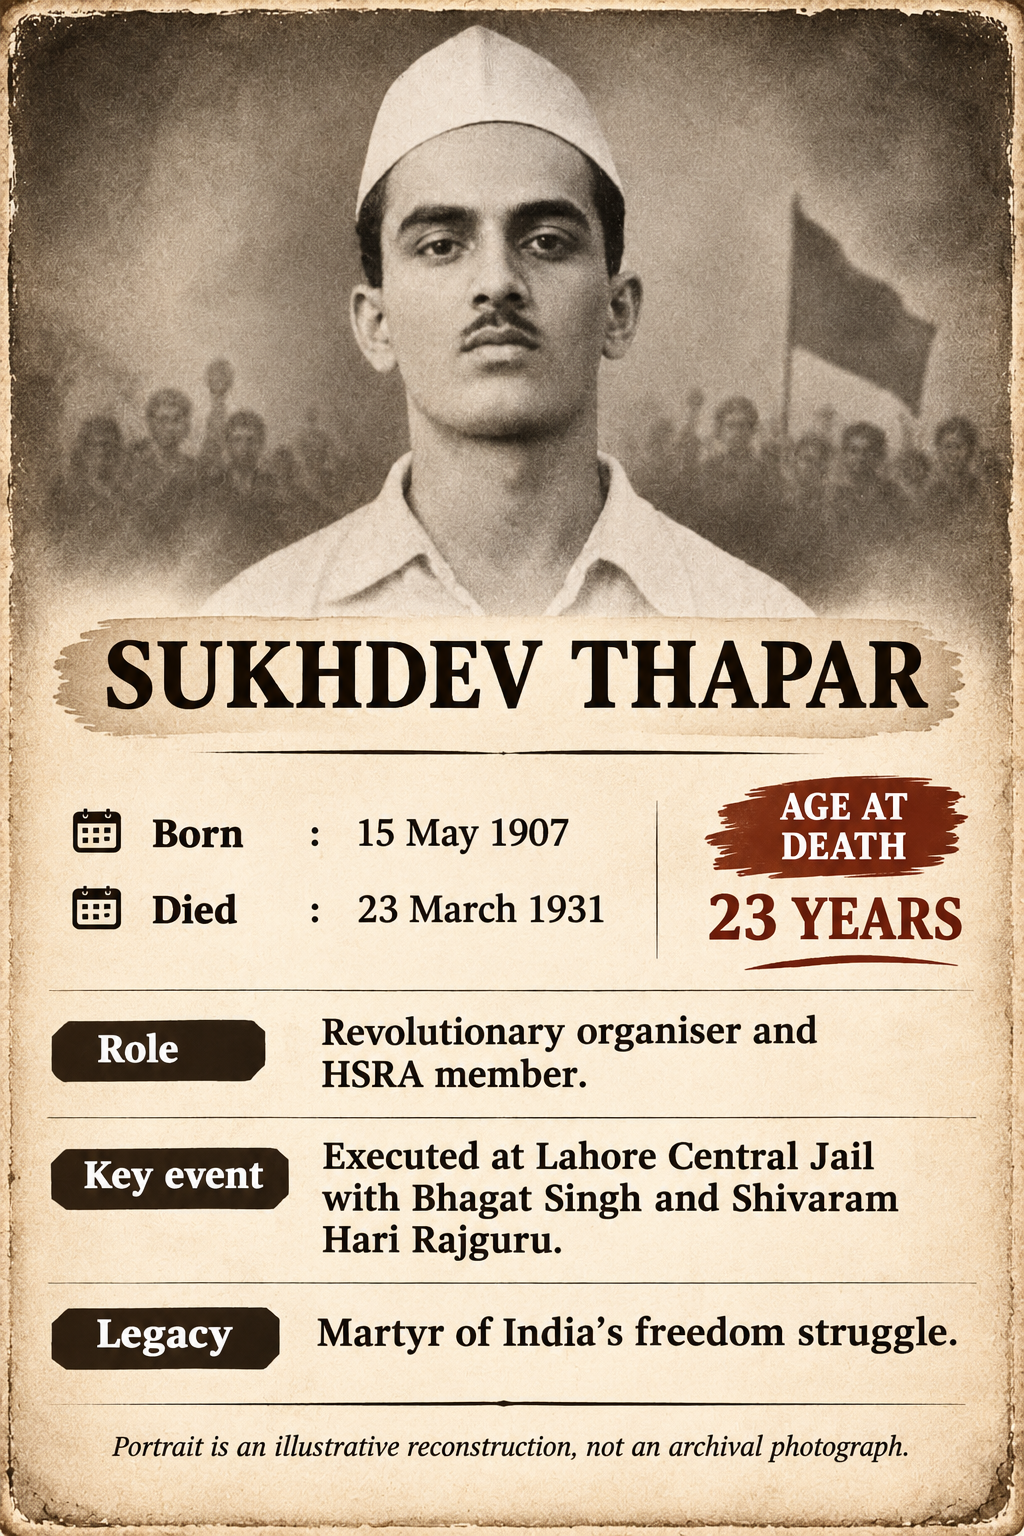 SUKHDEV THAPAR
Born : 15 May 1907
Died : 23 March 1931
AGE AT
DEATH
23 YEARS
Role
Revolutionary organiser and
HSRA member.
Key event
Executed at Lahore Central Jail
with Bhagat Singh and Shivaram
Hari Rajguru.
Legacy
Martyr of India’s freedom struggle.
Portrait is an illustrative reconstruction, not an archival photograph.